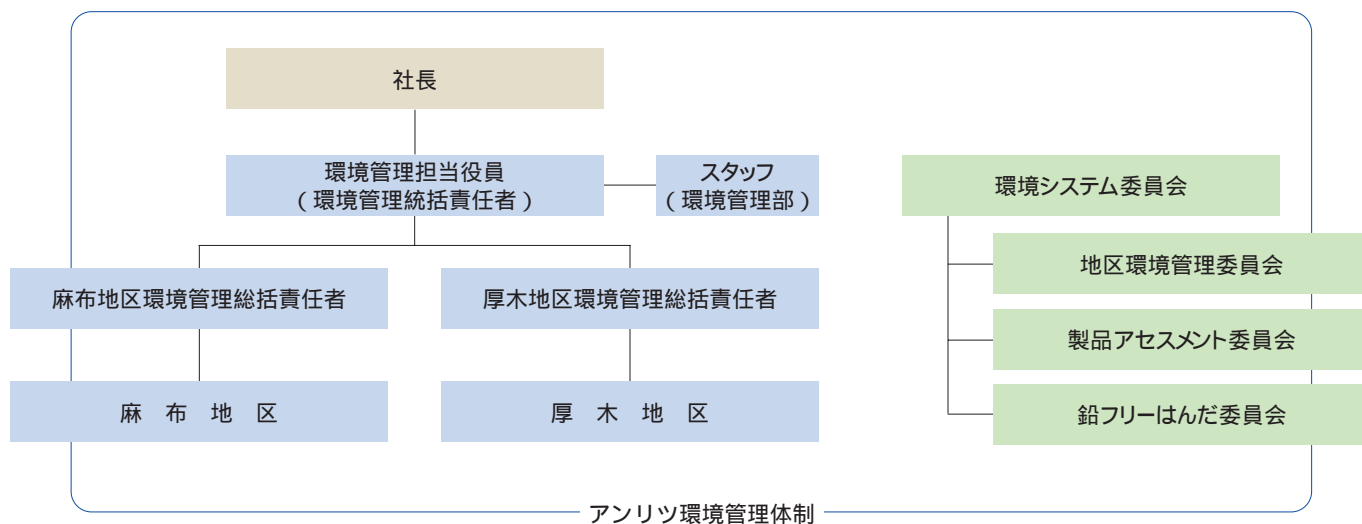 社長
環境管理担当役員
(環境管理統括責任者)
スタッフ
(環境管理部)
麻布地区環境管理総括責任者
厚木地区環境管理総括責任者
麻布地区
厚木地区
環境システム委員会
地区環境管理委員会
製品アセスメント委員会
鉛フリーはんだ委員会
アンリツ環境管理体制